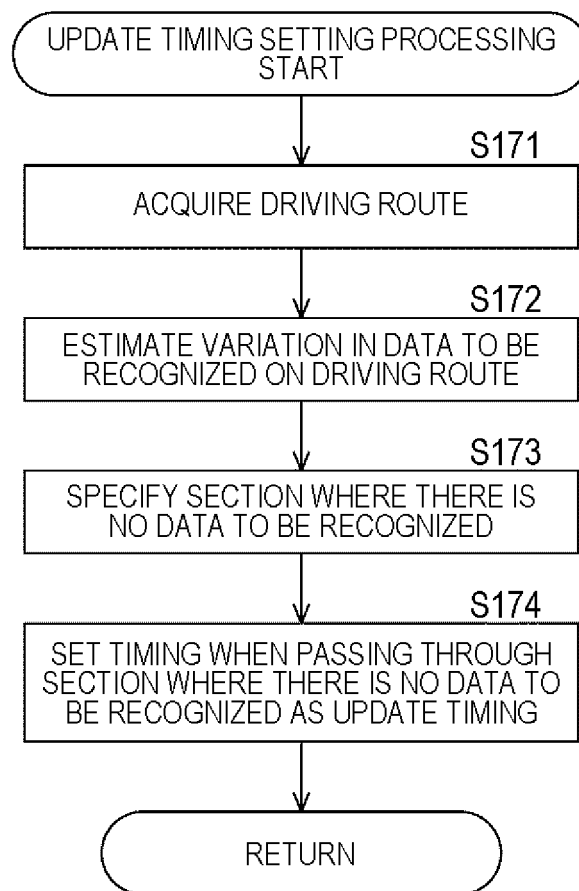 UPDATE TIMING SETTING PROCESSING
START
S171
ACQUIRE DRIVING ROUTE
S172
ESTIMATE VARIATION IN DATA TO BE
RECOGNIZED ON DRIVING ROUTE
S173
SPECIFY SECTION WHERE THERE IS
NO DATA TO BE RECOGNIZED
S174
SET TIMING WHEN PASSING THROUGH
SECTION WHERE THERE IS NO DATA TO
BE RECOGNIZED AS UPDATE TIMING
RETURN